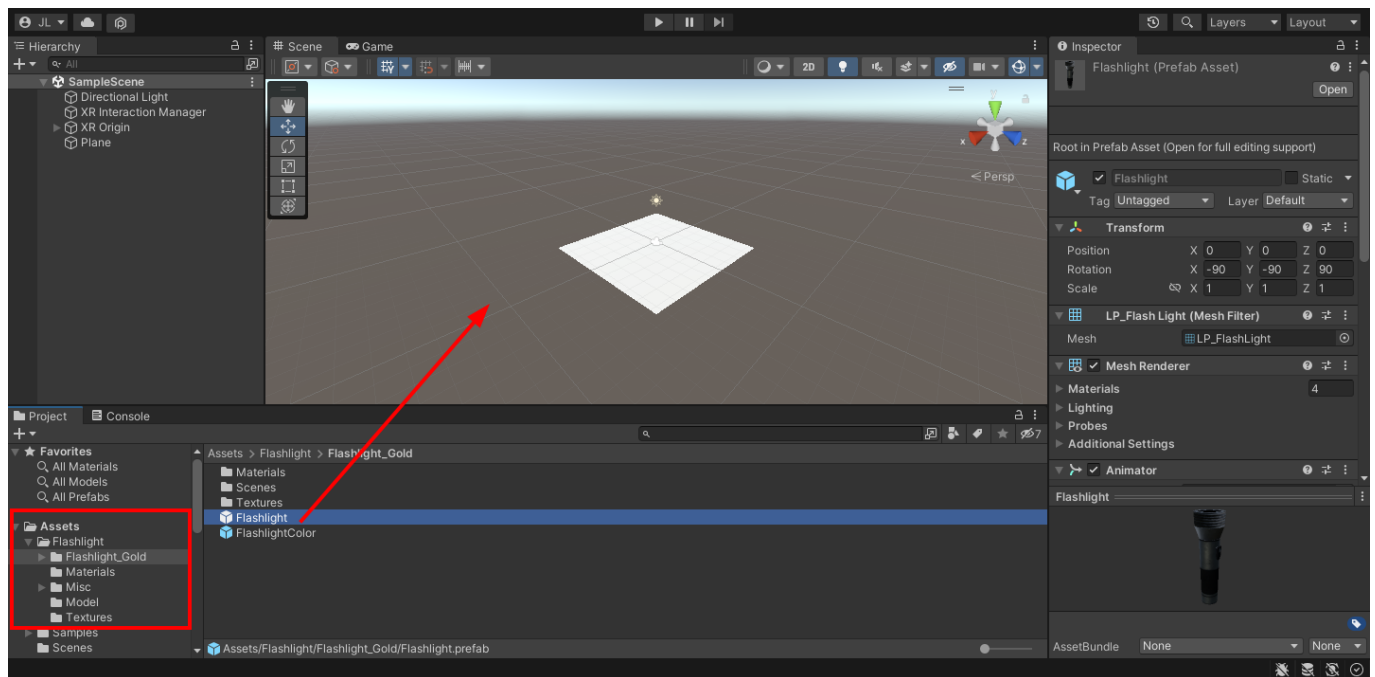 JL
Layers
Layout
Hierarchy
All
SampleScene
Directional Light
XR Interaction Manager
XR Origin
Plane
Scene
Game
2D
y
x
z
Persp
Project
Console
7
Favorites
All Materials
All Models
All Prefabs
Assets
Flashlight
Flashlight_Gold
Materials
Misc
Model
Textures
Samples
Scenes
Assets > Flashlight > Flashlight_Gold
Materials
Scenes
Textures
Flashlight
FlashlightColor
Assets/Flashlight/Flashlight_Gold/Flashlight.prefab
Inspector
Flashlight (Prefab Asset)
Open
Root in Prefab Asset (Open for full editing support)
Flashlight Static
Tag Untagged Layer Default
Transform
Position X 0 Y 0 Z 0
Rotation X -90 Y -90 Z 90
Scale X 1 Y 1 Z 1
LP_Flash Light (Mesh Filter)
Mesh LP_FlashLight
Mesh Renderer
Materials 4
Lighting
Probes
Additional Settings
Animator
Flashlight
AssetBundle None None